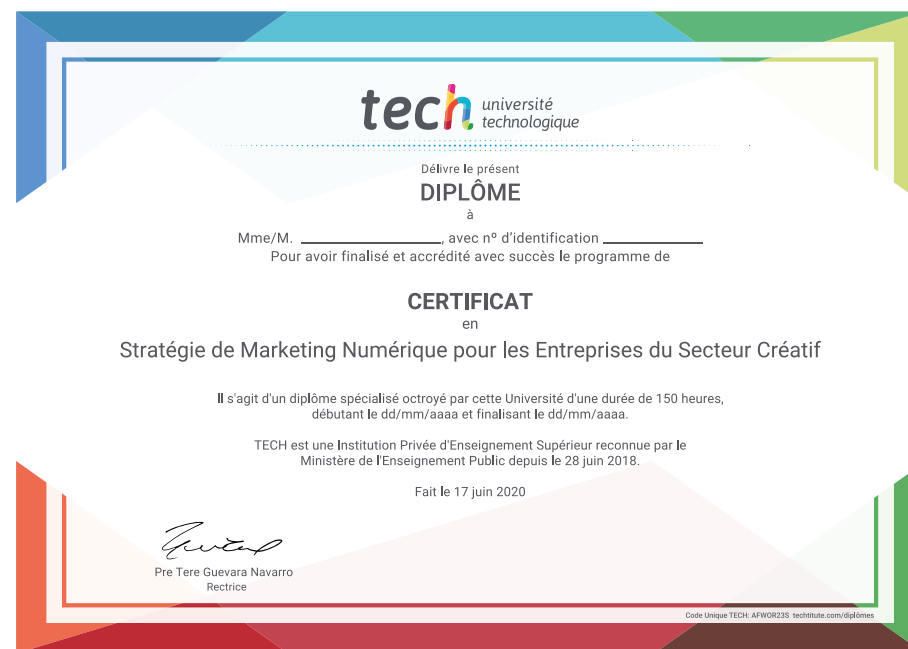 tech université
technologique
Délivre le présent
DIPLÔME
à
Mme/M. ____________________, avec nº d'identification ______________
Pour avoir finalisé et accrédité avec succès le programme de
CERTIFICAT
en
Stratégie de Marketing Numérique pour les Entreprises du Secteur Créatif
Il s'agit d'un diplôme spécialisé octroyé par cette Université d'une durée de 150 heures,
débutant le dd/mm/aaaa et finalisant le dd/mm/aaaa.
TECH est une Institution Privée d'Enseignement Supérieur reconnue par le
Ministère de l'Enseignement Public depuis le 28 juin 2018.
Fait le 17 juin 2020
Pre Tere Guevara Navarro
Rectrice
Code Unique TECH: AFWOR23S techtitute.com/diplômes